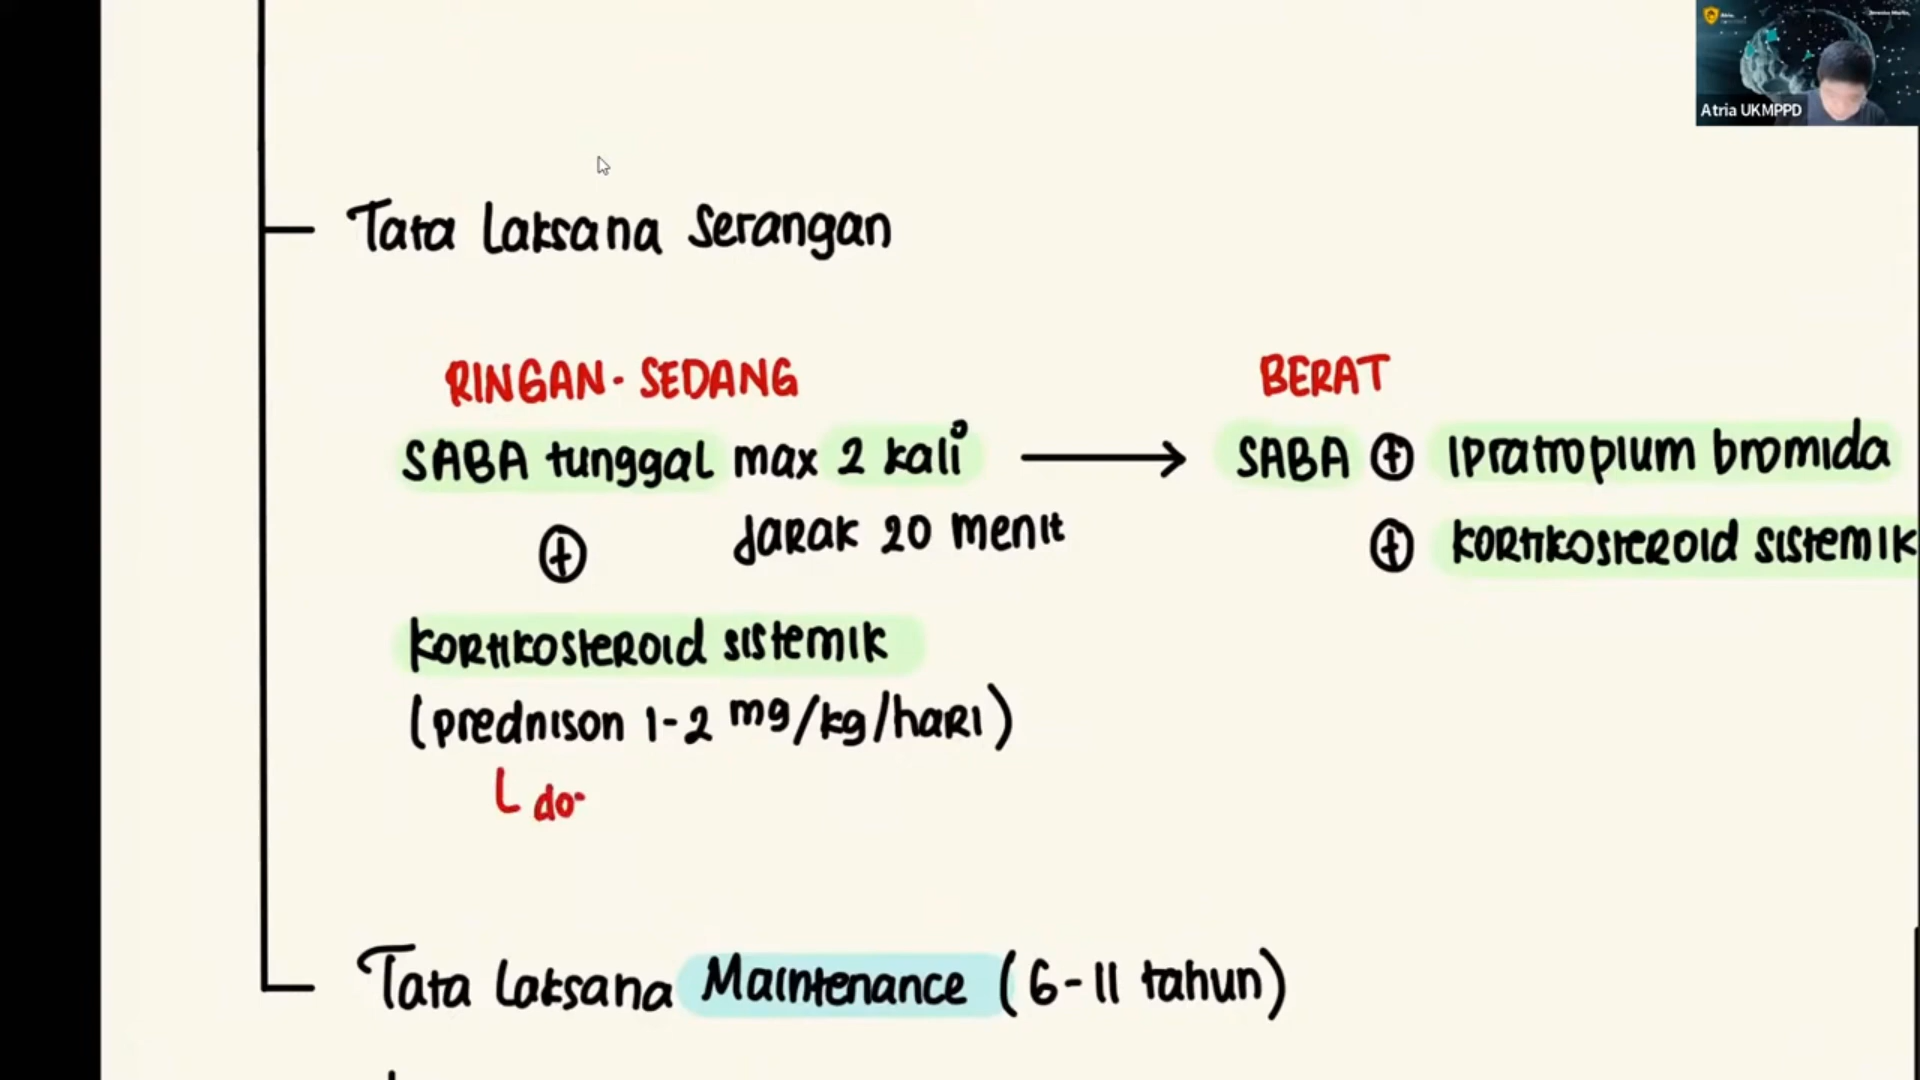 Atria UKMPPD
Tata Laksana Serangan
RINGAN - SEDANG
SABA tunggal max 2 kali
Jarak 20 menit
+
Kortikosteroid sistemik
(prednison 1-2 mg/kg/hari)
do
BERAT
SABA + Ipratropium bromida
+ Kortikosteroid sistemik
Tata Laksana Maintenance (6-11 tahun)